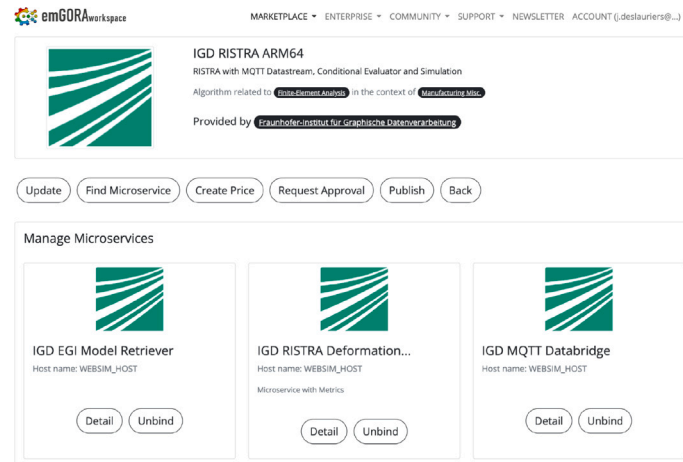 emGORAworkspace
MARKETPLACE ENTERPRISE COMMUNITY SUPPORT NEWSLETTER ACCOUNT (j.deslauriers@...)
IGD RISTRA ARM64
RISTRA with MQTT Datastream, Conditional Evaluator and Simulation
Algorithm related to Finite-Element Analysis in the context of Manufacturing Misc.
Provided by Fraunhofer-Institut für Graphische Datenverarbeitung
Update Find Microservice Create Price Request Approval Publish Back
Manage Microservices
IGD EGI Model Retriever
Host name: WEBSIM_HOST
Detail Unbind
IGD RISTRA Deformation...
Host name: WEBSIM_HOST
Microservice with Metrics
Detail Unbind
IGD MQTT Databridge
Host name: WEBSIM_HOST
Detail Unbind